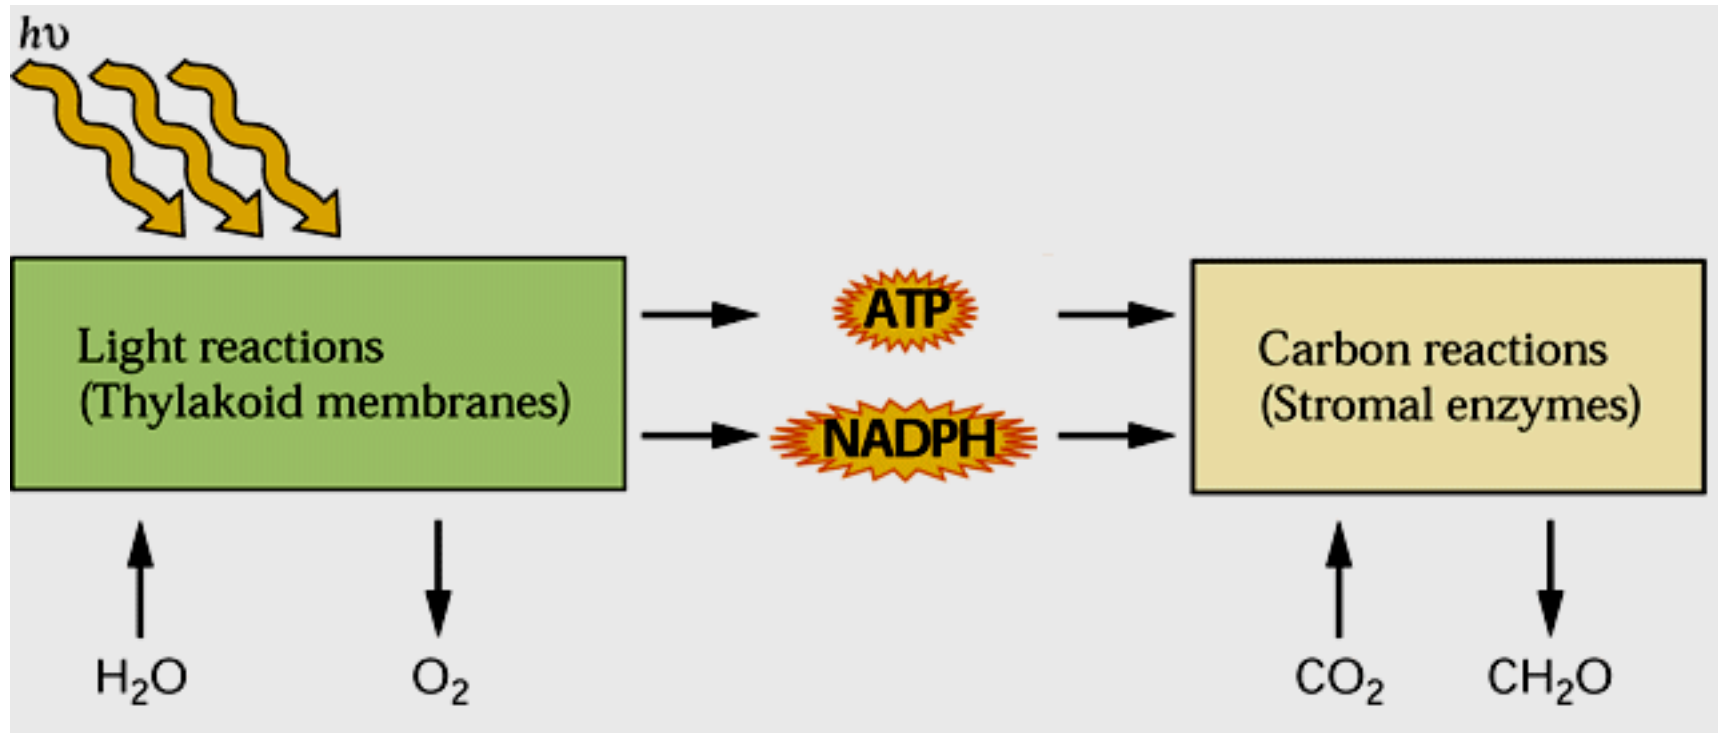 hυ
Light reactions
(Thylakoid membranes)
ATP
NADPH
Carbon reactions
(Stromal enzymes)
H₂O
O₂
CO₂
CH₂O